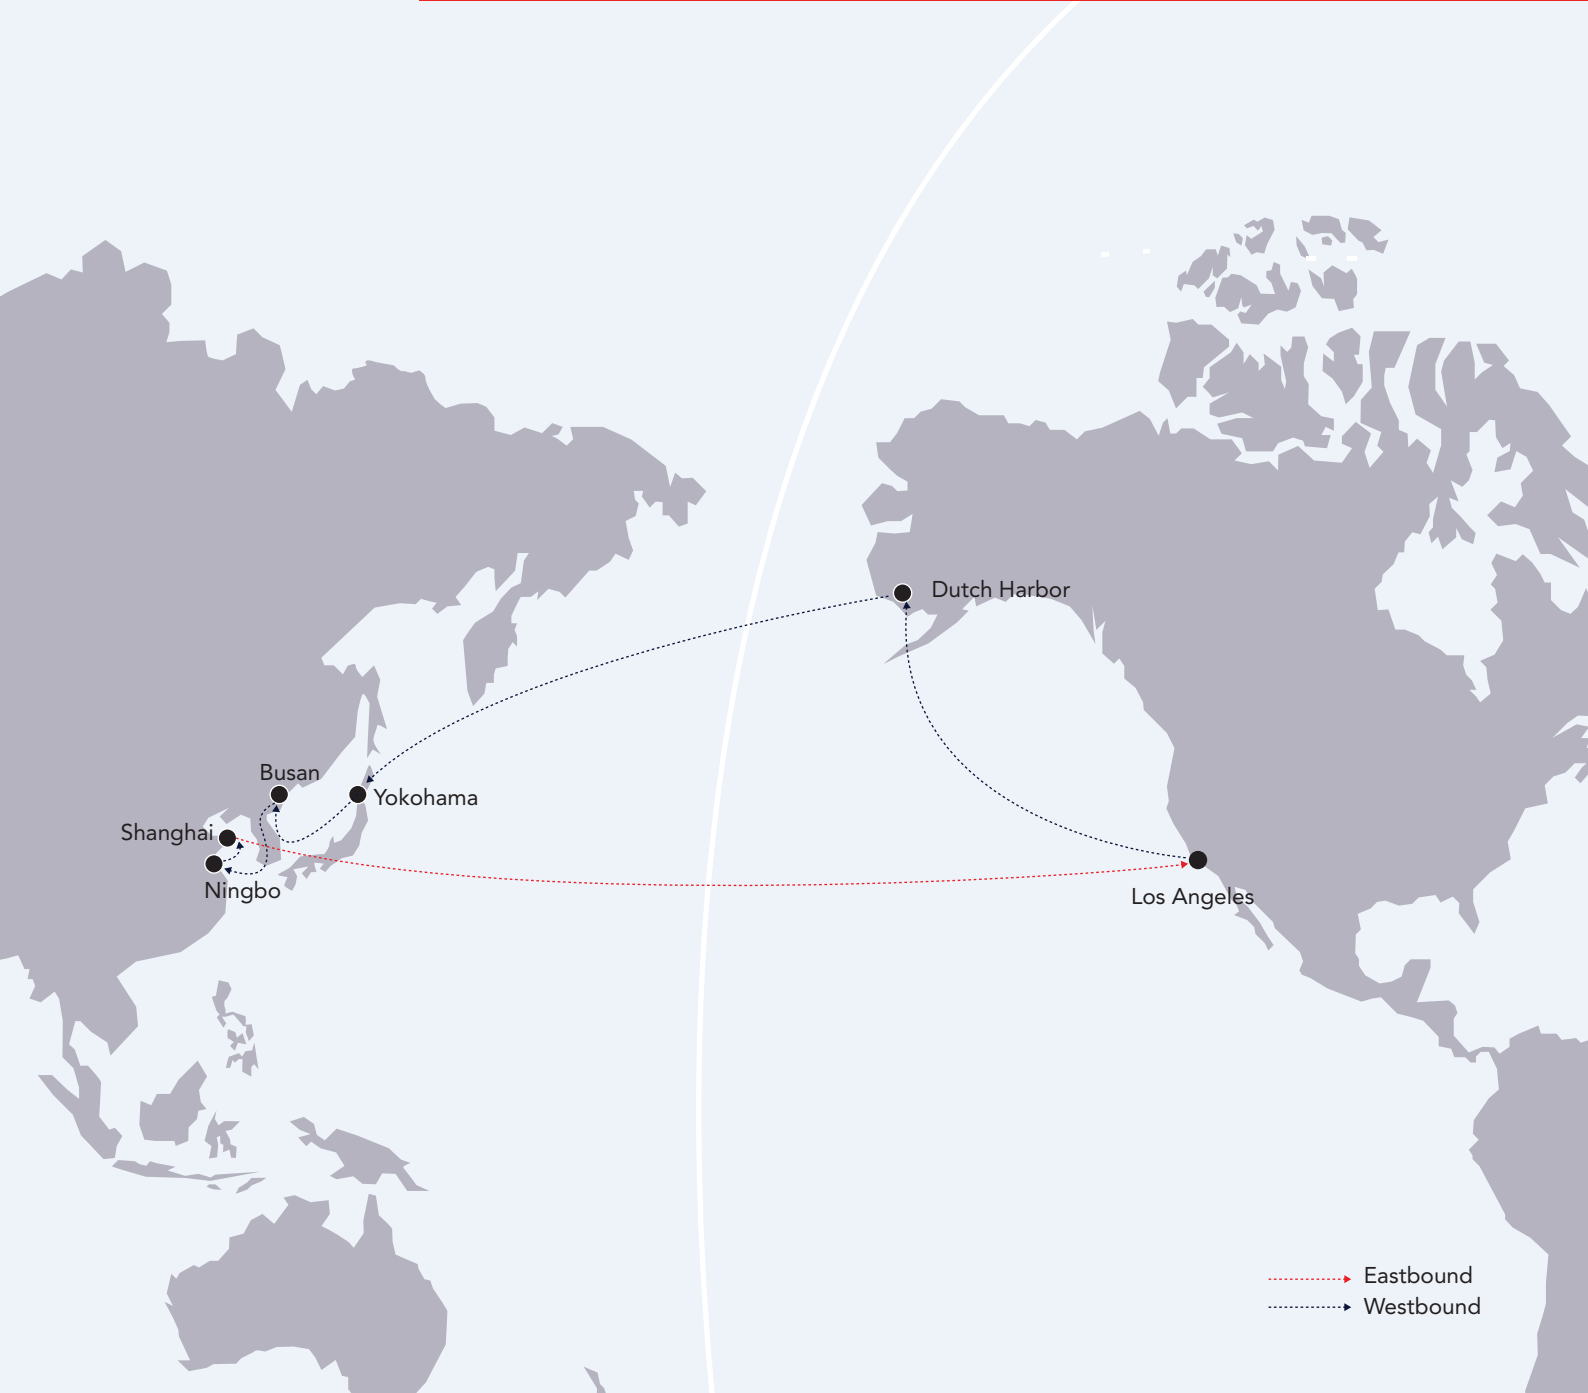 Dutch Harbor
Busan
Yokohama
Shanghai
Ningbo
Los Angeles
Eastbound
Westbound